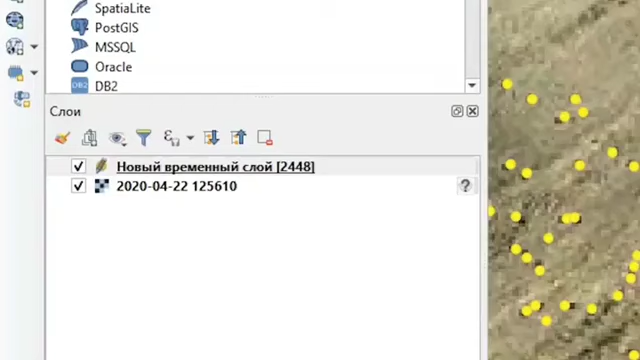 SpatiaLite
PostGIS
MSSQL
Oracle
DB2 DB2
Слои
Новый временный слой [2448]
2020-04-22 125610
?